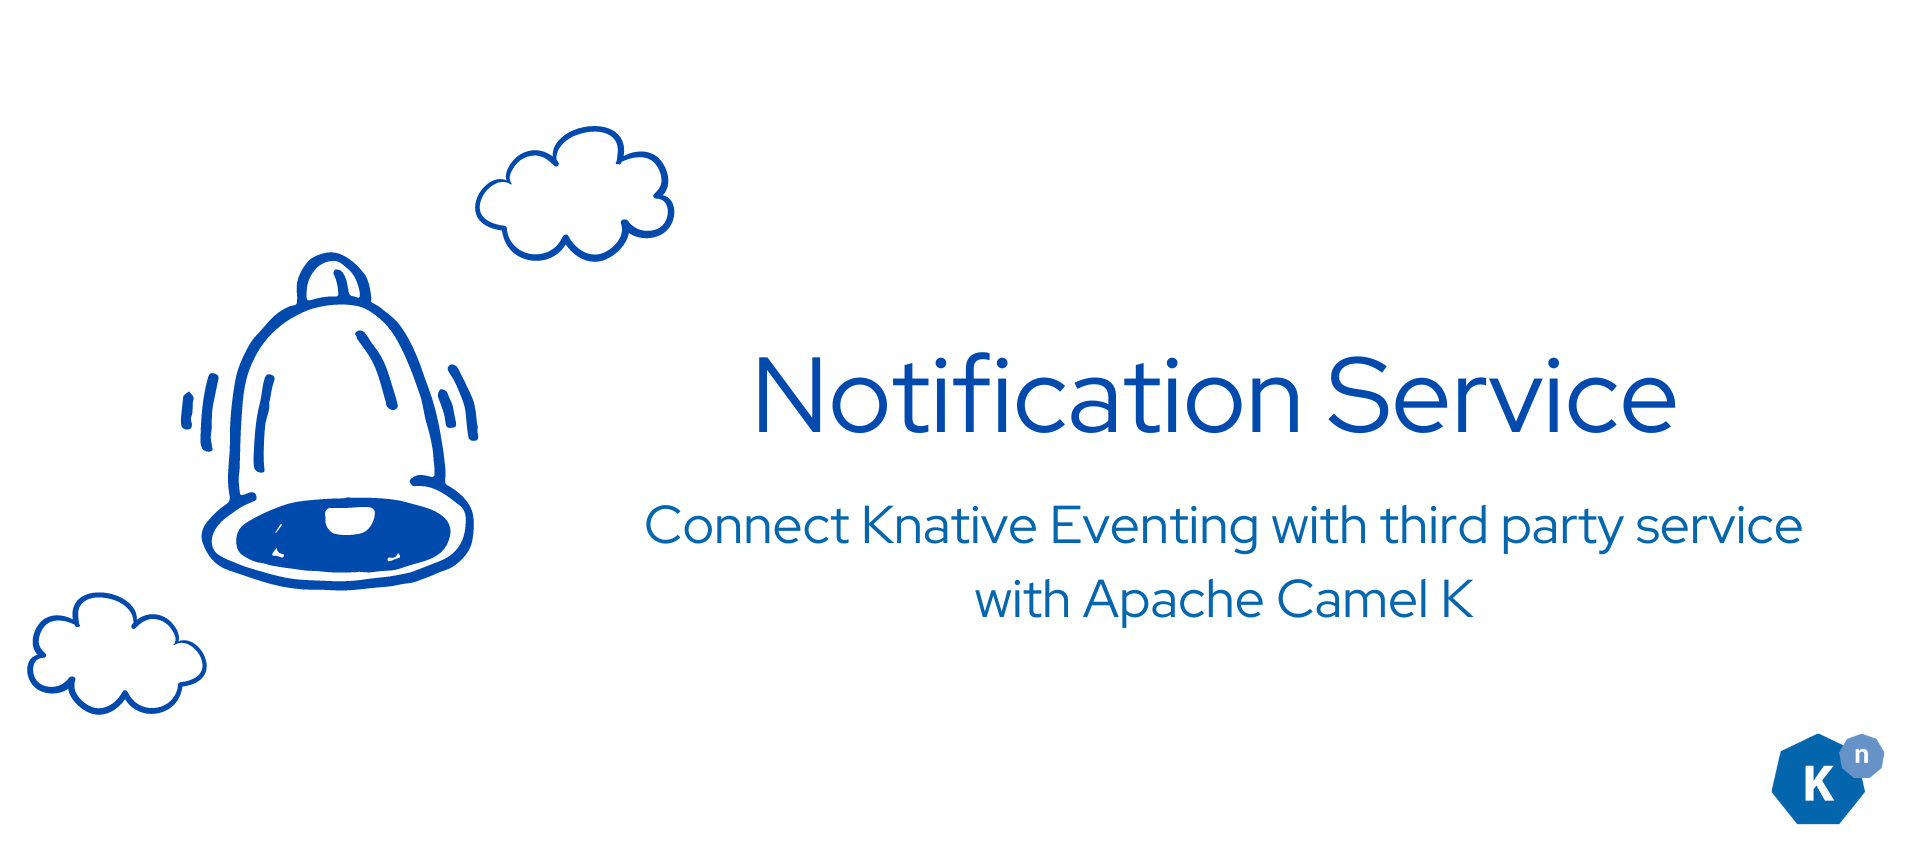 Notification Service
Connect Knative Eventing with third party service
with Apache Camel K
K n